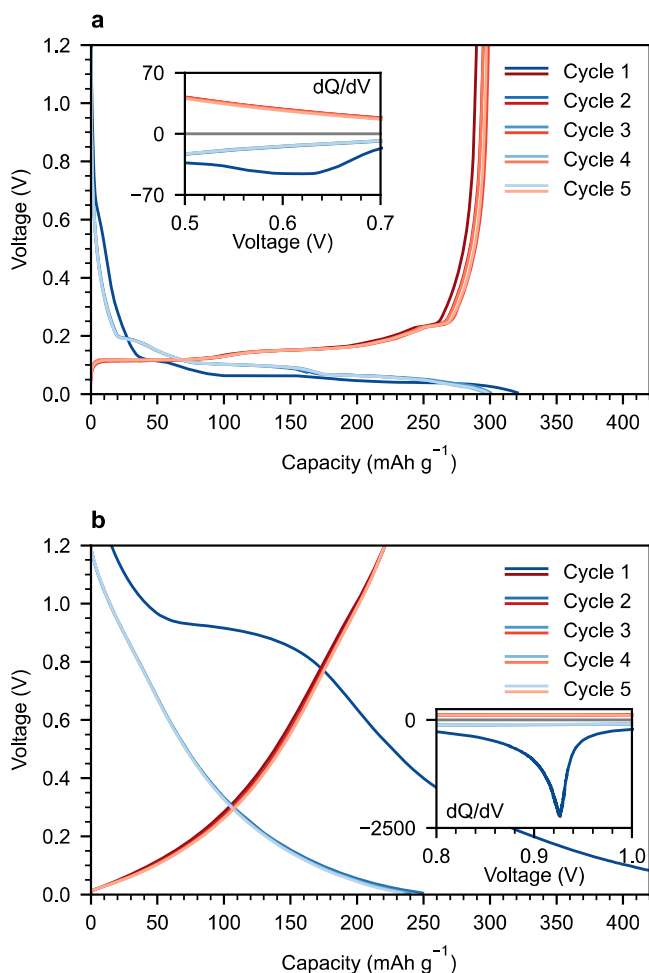 a
1.2
1.0
0.8
0.6
0.4
0.2
0.0
Voltage (V)
0 50 100 150 200 250 300 350 400
Capacity (mAh g⁻¹)
Cycle 1
Cycle 2
Cycle 3
Cycle 4
Cycle 5
70
0
−70
dQ/dV
0.5 0.6 0.7
Voltage (V)
b
1.2
1.0
0.8
0.6
0.4
0.2
0.0
Voltage (V)
0 50 100 150 200 250 300 350 400
Capacity (mAh g⁻¹)
Cycle 1
Cycle 2
Cycle 3
Cycle 4
Cycle 5
0
−2500
dQ/dV
0.8 0.9 1.0
Voltage (V)